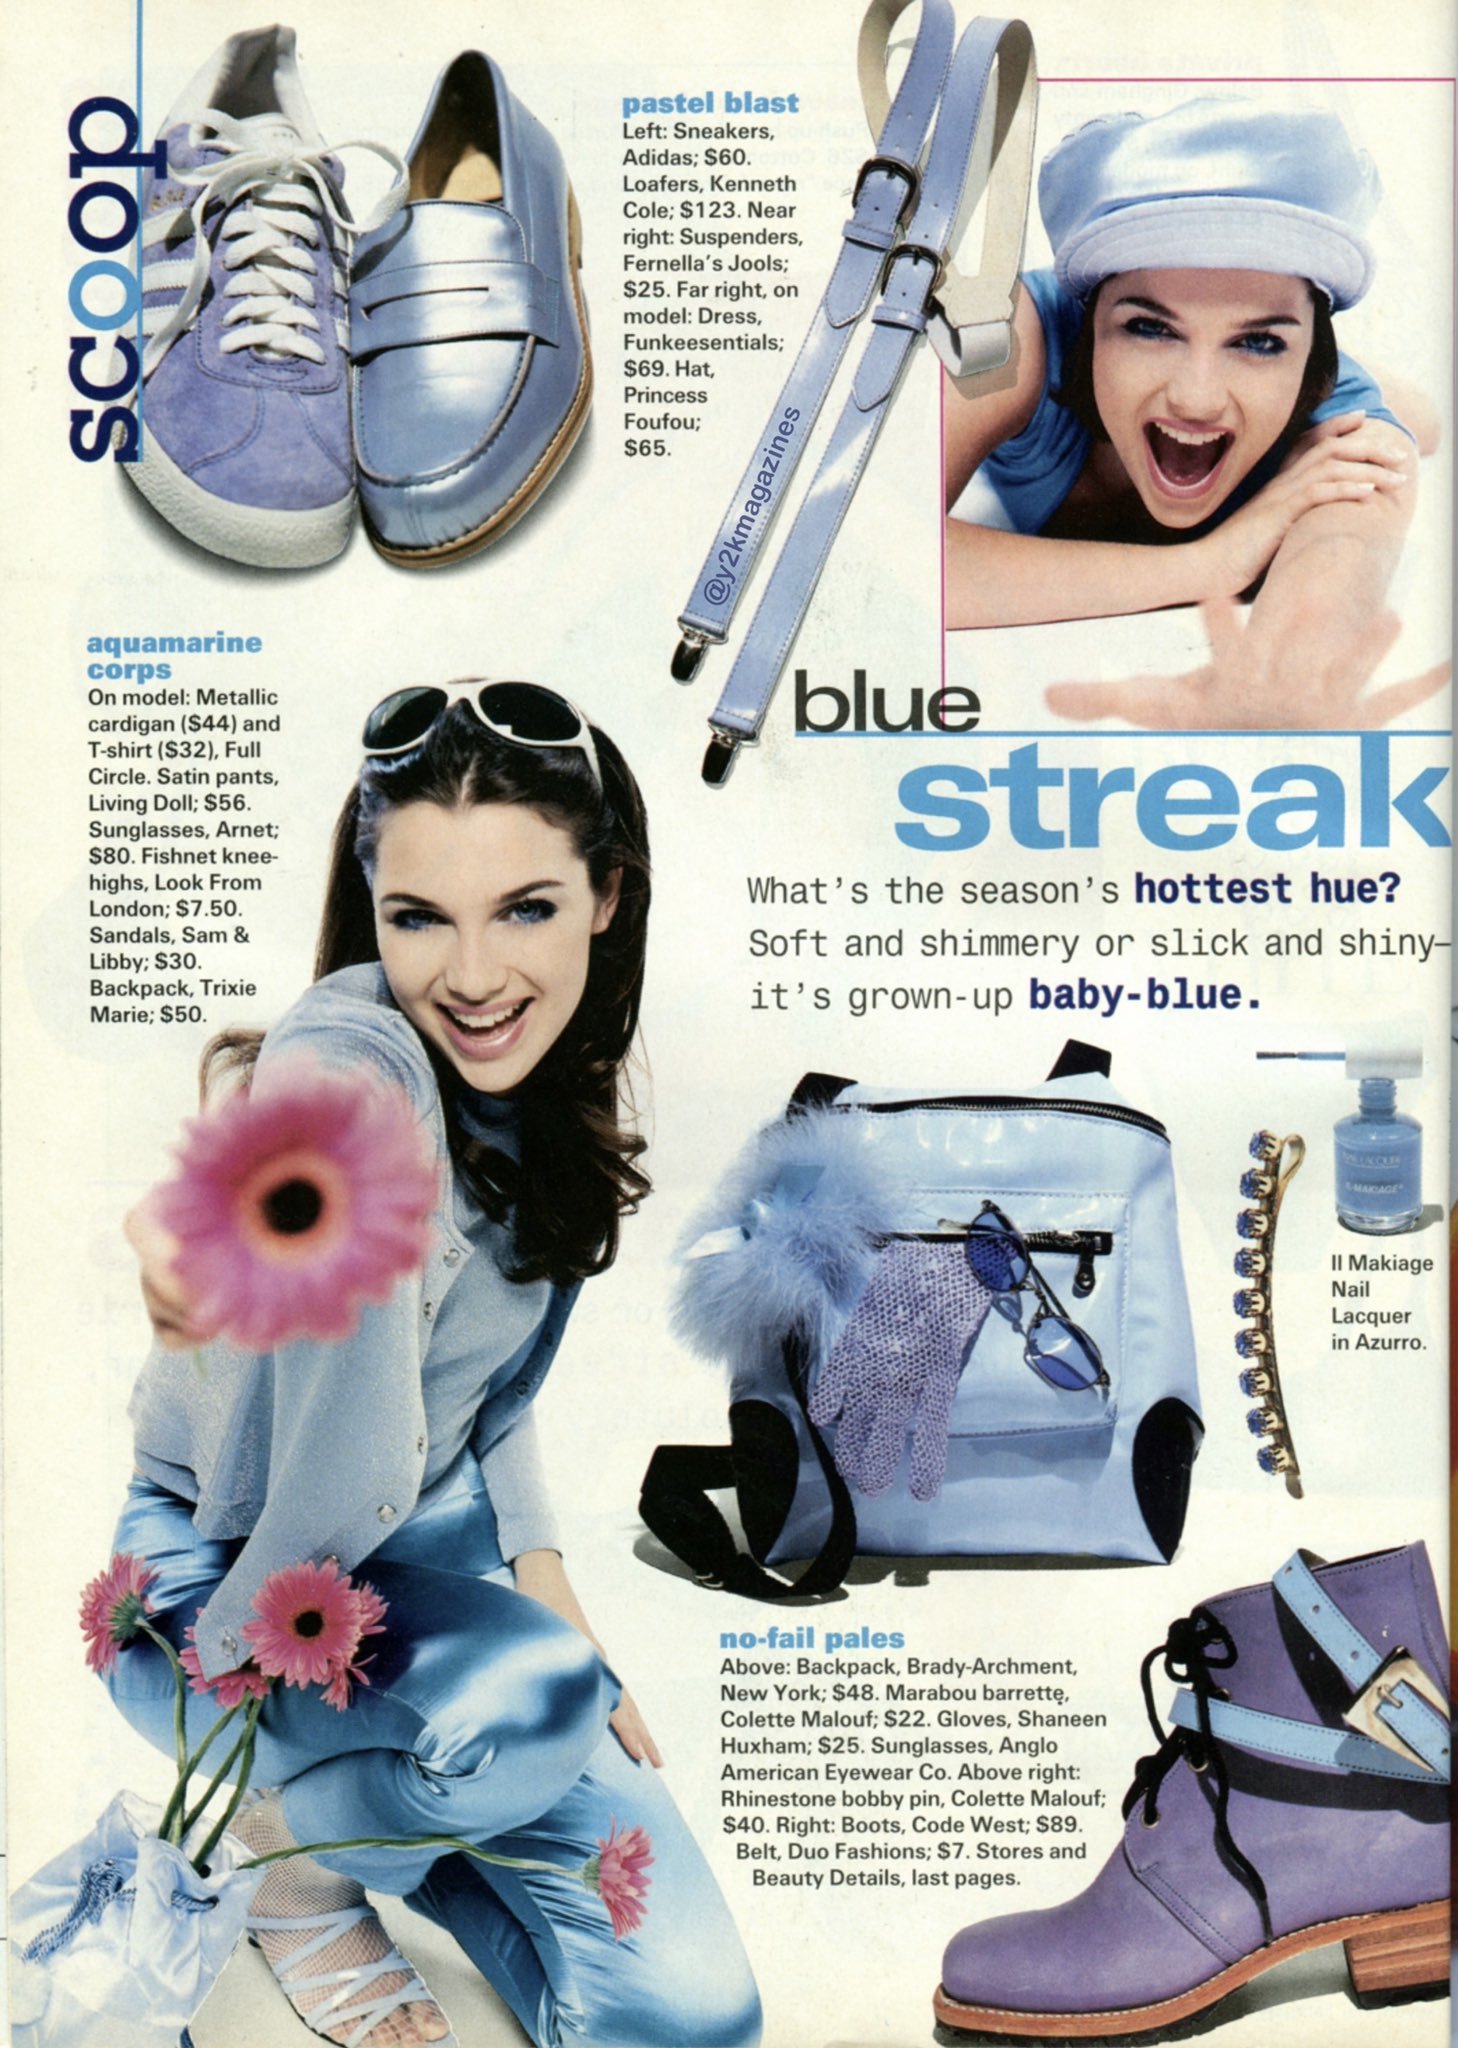 scoop
pastel blast
Left: Sneakers,
Adidas; $60.
Loafers, Kenneth
Cole; $123. Near
right: Suspenders,
Fernella's Jools;
$25. Far right, on
model: Dress,
Funkeesentials;
$69. Hat,
Princess
Foufou;
$65.
@y2kmagazines
blue
streak
What's the season's hottest hue?
Soft and shimmery or slick and shiny—
it's grown-up baby-blue.
aquamarine
corps
On model: Metallic
cardigan ($44) and
T-shirt ($32), Full
Circle. Satin pants,
Living Doll; $56.
Sunglasses, Arnet;
$80. Fishnet knee-
highs, Look From
London; $7.50.
Sandals, Sam &
Libby; $30.
Backpack, Trixie
Marie; $50.
IL-MAKIAGE
Il Makiage
Nail
Lacquer
in Azurro.
no-fail pales
Above: Backpack, Brady-Archment,
New York; $48. Marabou barrette,
Colette Malouf; $22. Gloves, Shaneen
Huxham; $25. Sunglasses, Anglo
American Eyewear Co. Above right:
Rhinestone bobby pin, Colette Malouf;
$40. Right: Boots, Code West; $89.
Belt, Duo Fashions; $7. Stores and
Beauty Details, last pages.